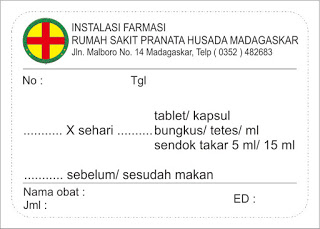 INSTALASI FARMASI
RUMAH SAKIT PRANATA HUSADA MADAGASKAR
Jln. Malboro No. 14 Madagaskar, Telp ( 0352 ) 482683
No : Tgl
tablet/ kapsul
........... X sehari .......... bungkus/ tetes/ ml
sendok takar 5 ml/ 15 ml
........... sebelum/ sesudah makan
Nama obat :
Jml : ED :